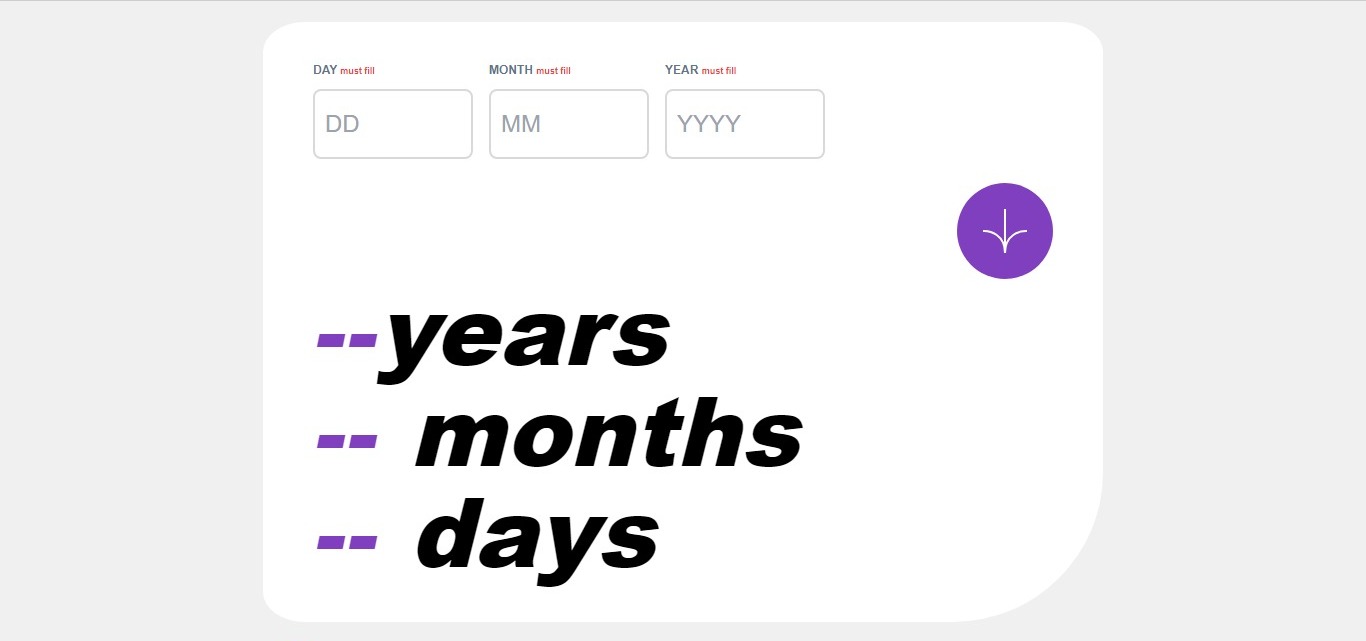 DAY must fill MONTH must fill YEAR must fill
DD MM YYYY
--years
-- months
-- days